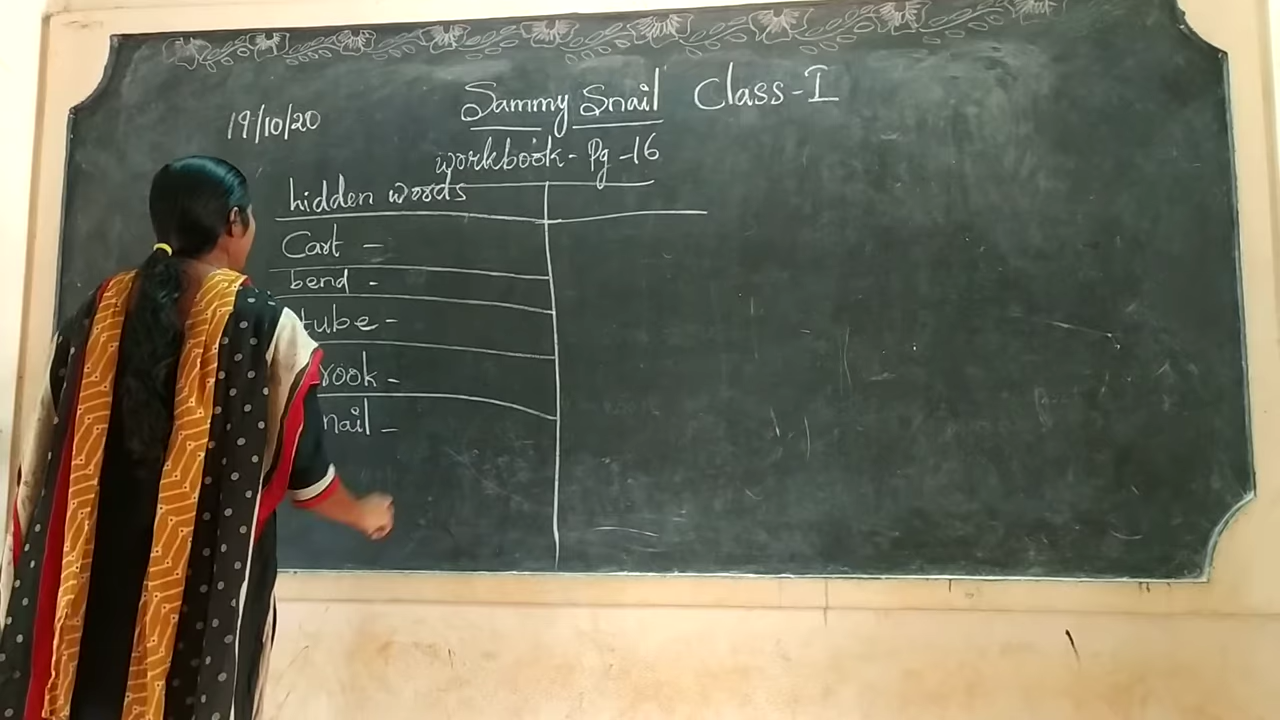 Sammy Snail Class-I
19/10/20
workbook - Pg -16
hidden words
Cart -
bend -
tube -
rook -
nail -